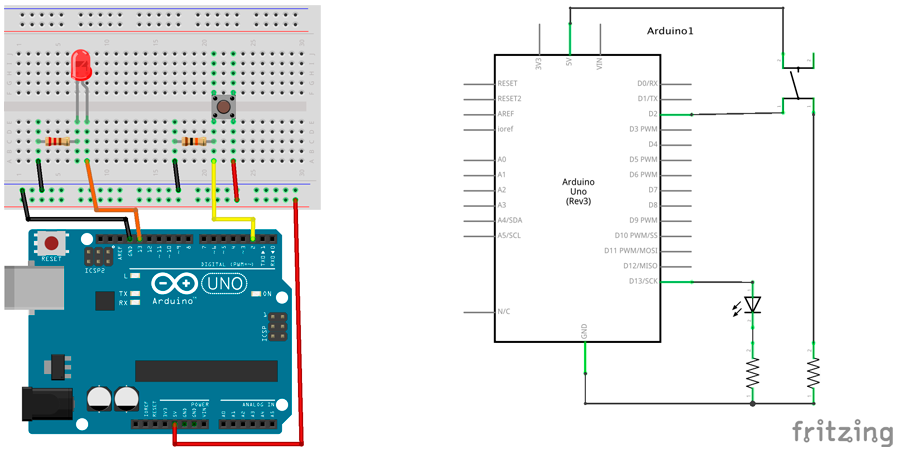 RESET
ICSP2
AREF
GND
13
12
~11
~10
~9
8
7
~6
~5
4
~3
2
TX0▶
RX0◀
DIGITAL (PWM=~)
L
TX
RX
UNO
Arduino™
ON
ICSP
1
POWER
ANALOG IN
IOREF
RESET
3V3
5V
GND
GND
VIN
A0
A1
A2
A3
A4
A5
Arduino1
3V3
5V
VIN
RESET
RESET2
AREF
ioref
A0
A1
A2
A3
A4/SDA
A5/SCL
N/C
D0/RX
D1/TX
D2
D3 PWM
D4
D5 PWM
D6 PWM
D7
D8
D9 PWM
D10 PWM/SS
D11 PWM/MOSI
D12/MISO
D13/SCK
Arduino
Uno
(Rev3)
GND
fritzing